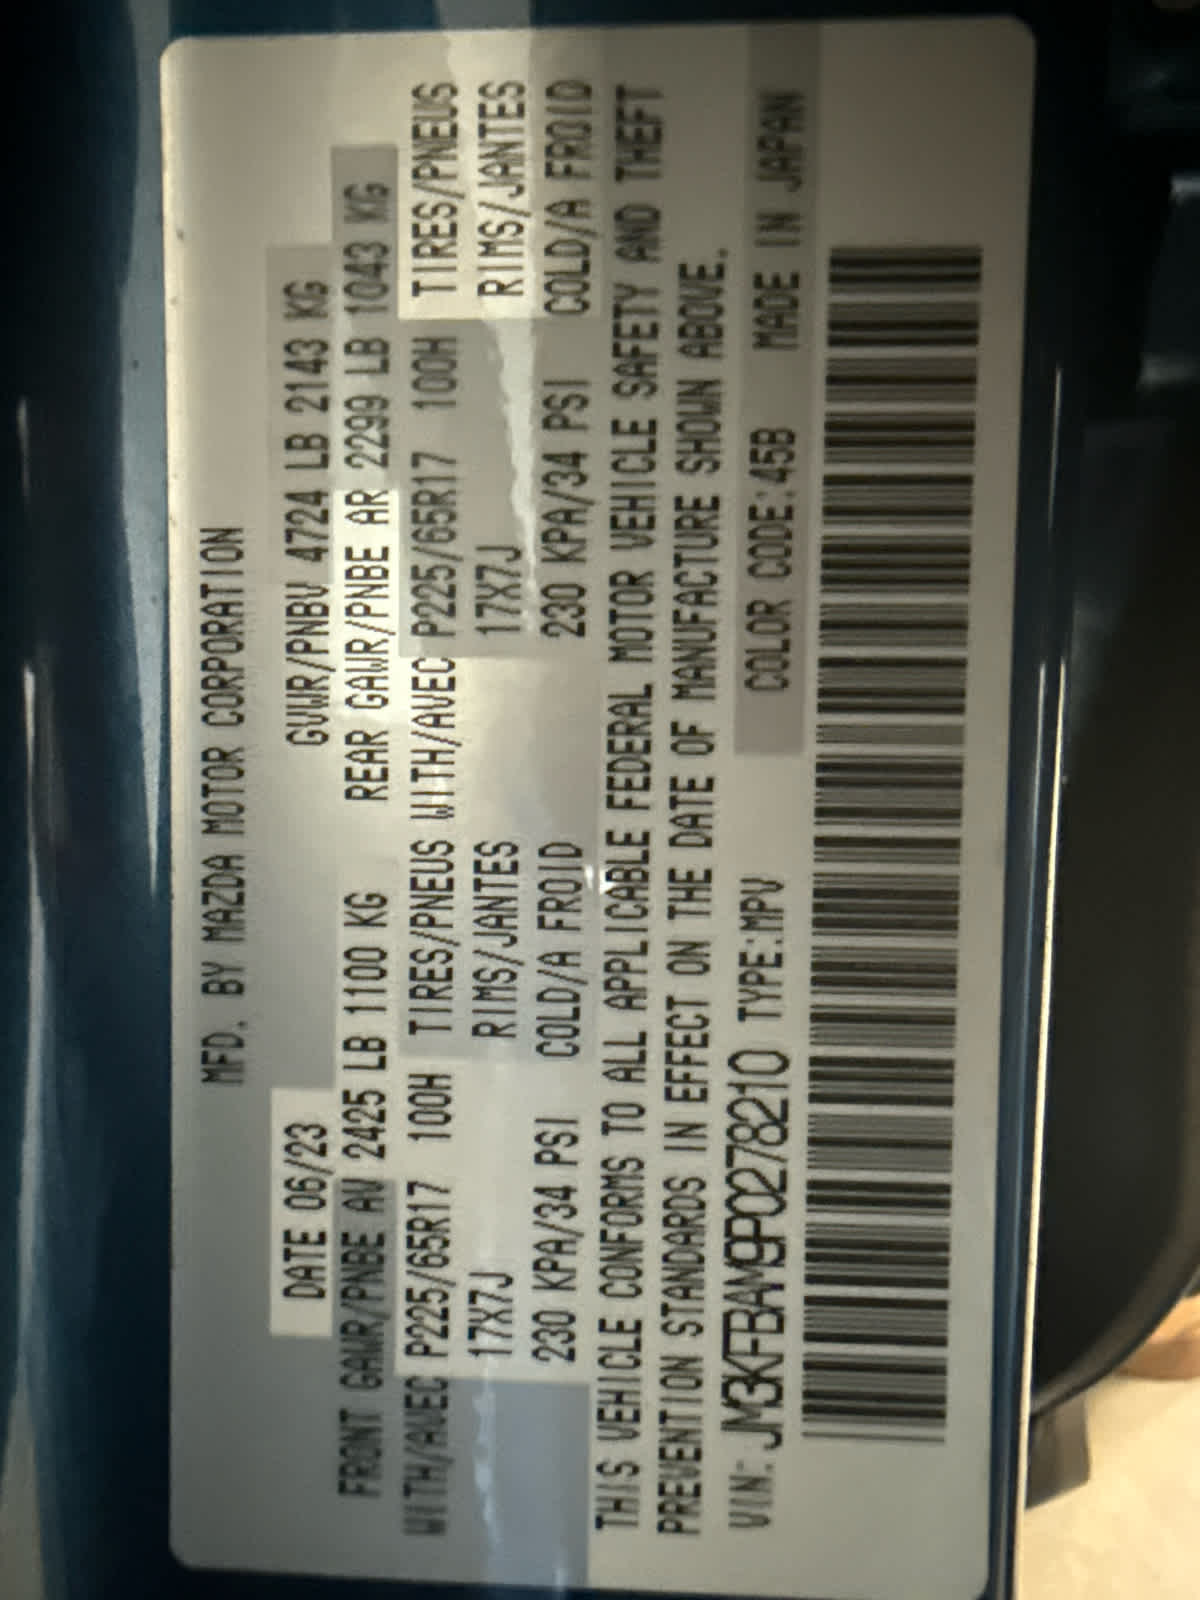 MFD. BY MAZDA MOTOR CORPORATION
DATE 06/23 GVWR/PNBV 4724 LB 2143 KG
FRONT GAWR/PNBE AV 2425 LB 1100 KG REAR GAWR/PNBE AR 2299 LB 1043 KG
WITH/AVEC P225/65R17 100H TIRES/PNEUS WITH/AVEC P225/65R17 100H TIRES/PNEUS
17X7J RIMS/JANTES 17X7J RIMS/JANTES
230 KPA/34 PSI COLD/A FROID 230 KPA/34 PSI COLD/A FROID
THIS VEHICLE CONFORMS TO ALL APPLICABLE FEDERAL MOTOR VEHICLE SAFETY AND THEFT
PREVENTION STANDARDS IN EFFECT ON THE DATE OF MANUFACTURE SHOWN ABOVE.
VIN: JM3KFBAM9P0278210 TYPE:MPV COLOR CODE:45B MADE IN JAPAN